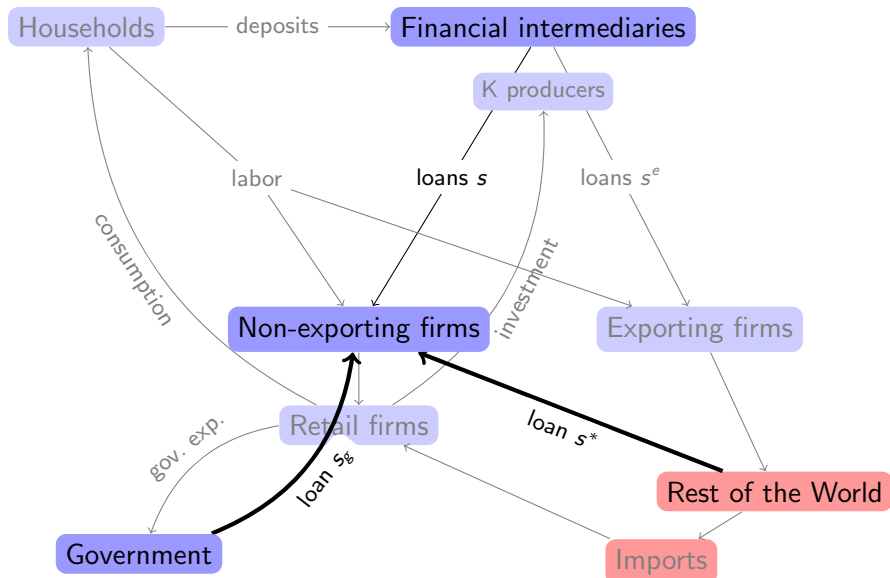 Households
deposits
Financial intermediaries
K producers
labor
loans s
loans s^e
consumption
investment
Non-exporting firms
Exporting firms
Retail firms
gov. exp.
loan s_g
loan s*
Rest of the World
Government
Imports